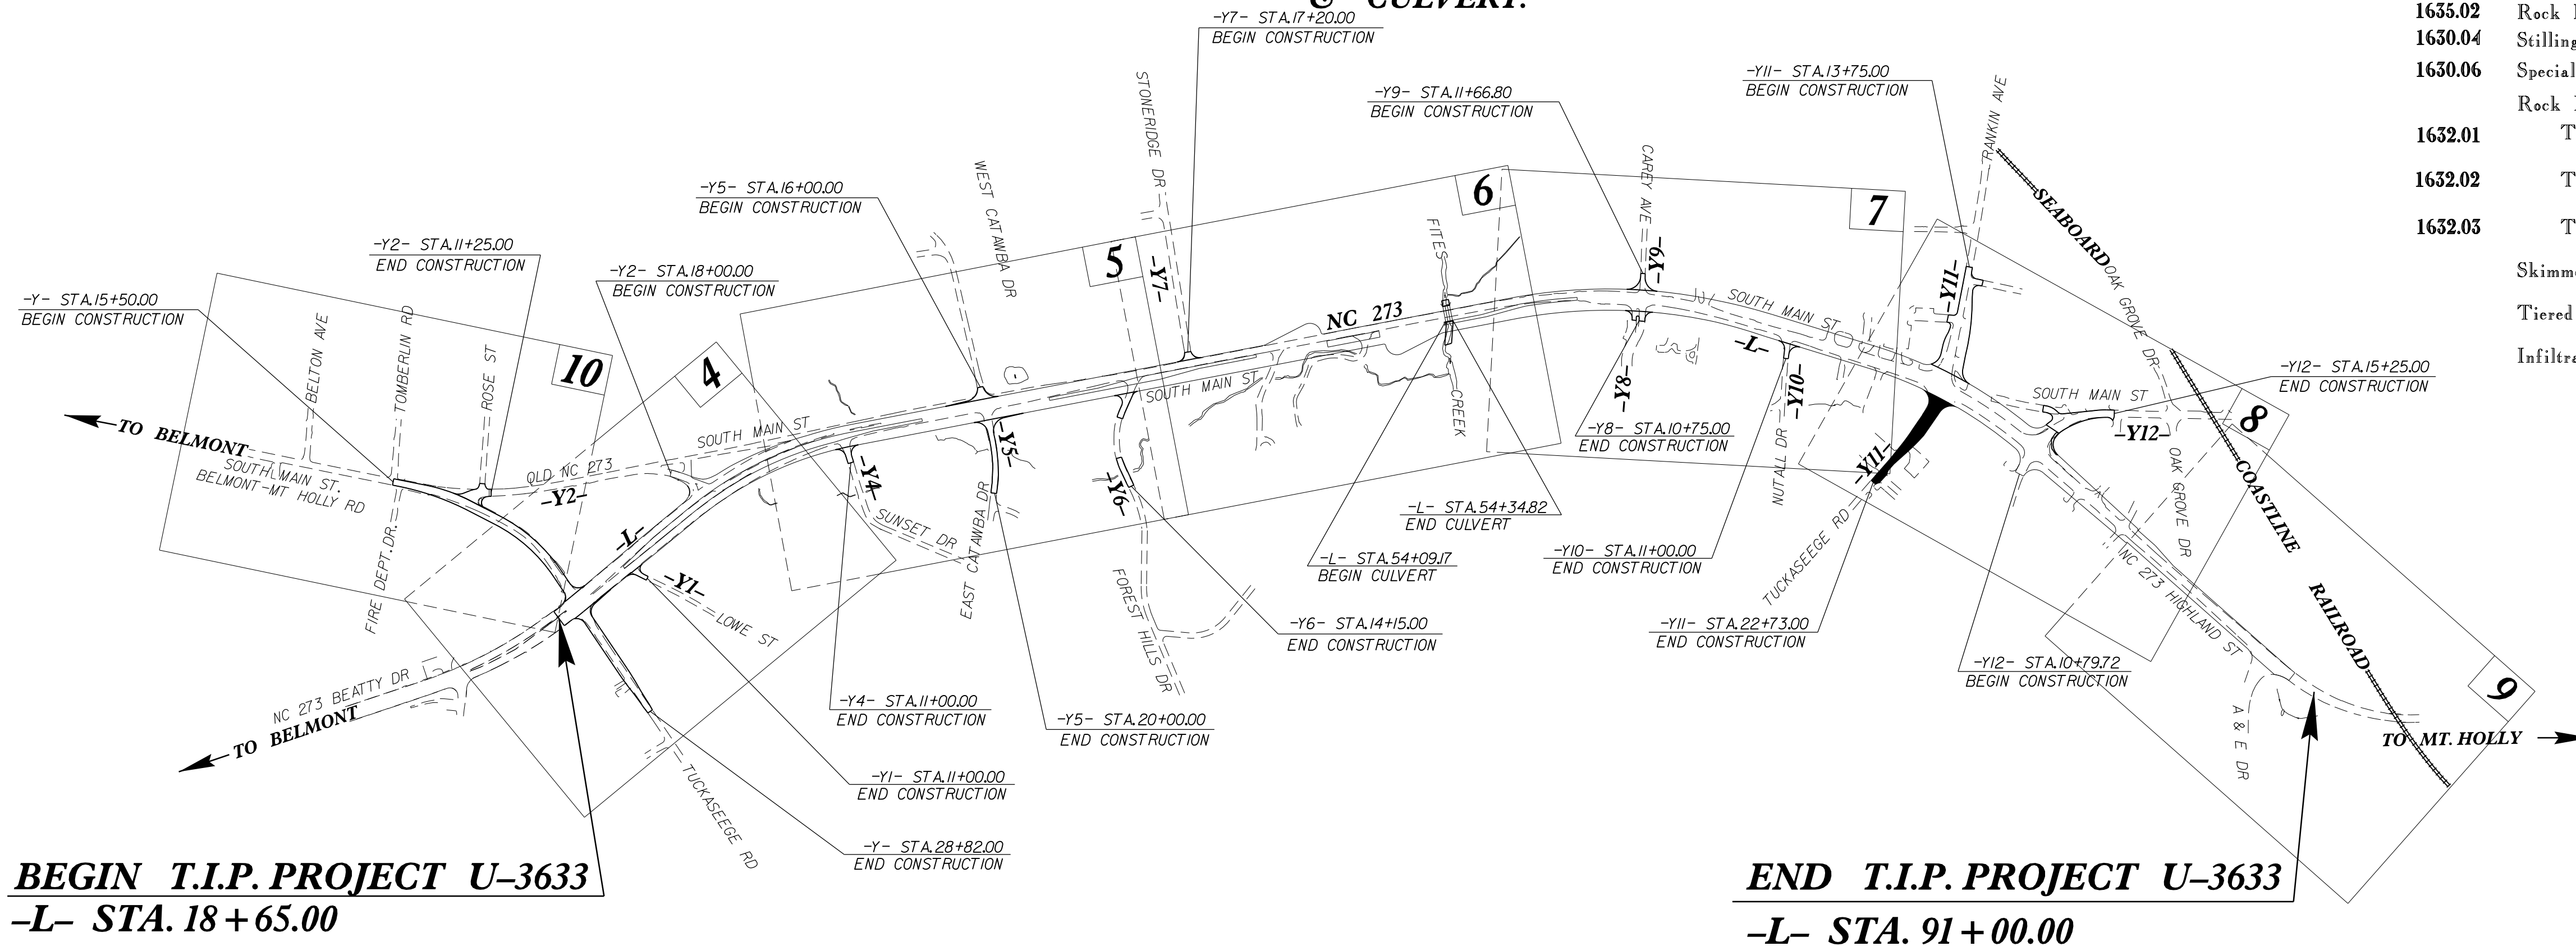 & CULVERT.
-Y7- STA.17+20.00
BEGIN CONSTRUCTION
1635.02 Rock
1630.04 Stilling
1630.06 Special
Rock
1632.01 T
1632.02 T
1632.03 T
Skimm
Tiered
Infiltra
-Y11- STA.13+75.00
BEGIN CONSTRUCTION
-Y9- STA.11+66.80
BEGIN CONSTRUCTION
-Y5- STA.16+00.00
BEGIN CONSTRUCTION
-Y2- STA.11+25.00
END CONSTRUCTION
-Y2- STA.18+00.00
BEGIN CONSTRUCTION
-Y- STA.15+50.00
BEGIN CONSTRUCTION
STONERIDGE DR
WEST CATAWBA DR
CAREY AVE
RANKIN AVE
SEABOARD
OAK GROVE DR
FITES
CREEK
6
7
5
-Y7-
-Y9-
-Y11-
NC 273
SOUTH MAIN ST
-L-
10
4
BELTON AVE
TOMBERLIN RD
ROSE ST
TO BELMONT
SOUTH MAIN ST.
BELMONT-MT HOLLY RD
OLD NC 273
-Y2-
SOUTH MAIN ST
SOUTH MAIN ST
-L-
-Y4-
-Y5-
-Y6-
-Y8-
-Y10-
-Y11-
SOUTH MAIN ST
-Y12-
8
-Y12- STA.15+25.00
END CONSTRUCTION
-Y8- STA.10+75.00
END CONSTRUCTION
NUTALL DR
OAK GROVE DR
COASTLINE
RAILROAD
-L- STA.54+34.82
END CULVERT
-L- STA.54+09.17
BEGIN CULVERT
-Y10- STA.11+00.00
END CONSTRUCTION
TUCKASEEGE RD
NC 273 HIGHLAND ST
FIRE DEPT.DR.
SUNSET DR
EAST CATAWBA DR
FOREST HILLS DR
-Y1-
LOWE ST
-Y6- STA.14+15.00
END CONSTRUCTION
-Y11- STA.22+73.00
END CONSTRUCTION
-Y12- STA.10+79.72
BEGIN CONSTRUCTION
9
NC 273 BEATTY DR
TO BELMONT
-Y4- STA.11+00.00
END CONSTRUCTION
-Y5- STA.20+00.00
END CONSTRUCTION
A & E DR
TO MT. HOLLY
-Y1- STA.11+00.00
END CONSTRUCTION
TUCKASEEGE RD
-Y- STA.28+82.00
END CONSTRUCTION
BEGIN T.I.P. PROJECT U-3633
-L- STA. 18+65.00
END T.I.P. PROJECT U-3633
-L- STA. 91+00.00